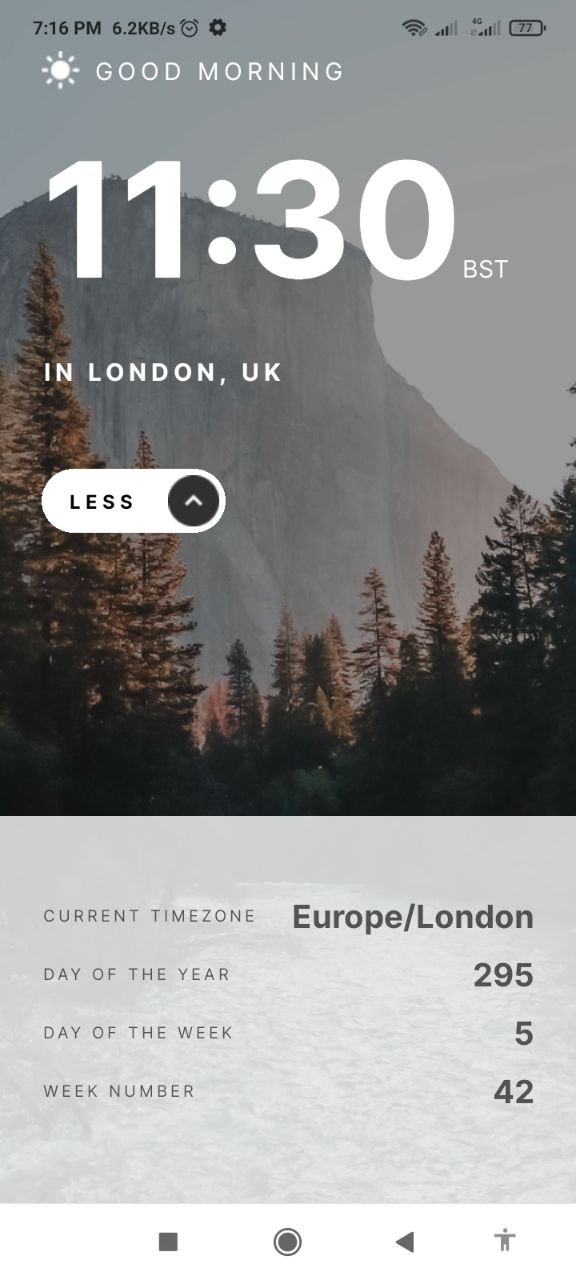 7:16 PM 6.2KB/s 4G 77
GOOD MORNING
11:30 BST
IN LONDON, UK
LESS
CURRENT TIMEZONE Europe/London
DAY OF THE YEAR 295
DAY OF THE WEEK 5
WEEK NUMBER 42